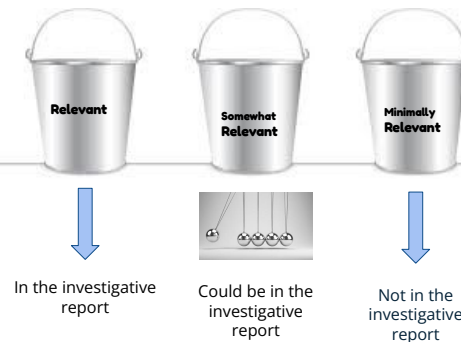 Relevant
Somewhat
Relevant
Minimally
Relevant
In the investigative
report
Could be in the
investigative
report
Not in the
investigative
report